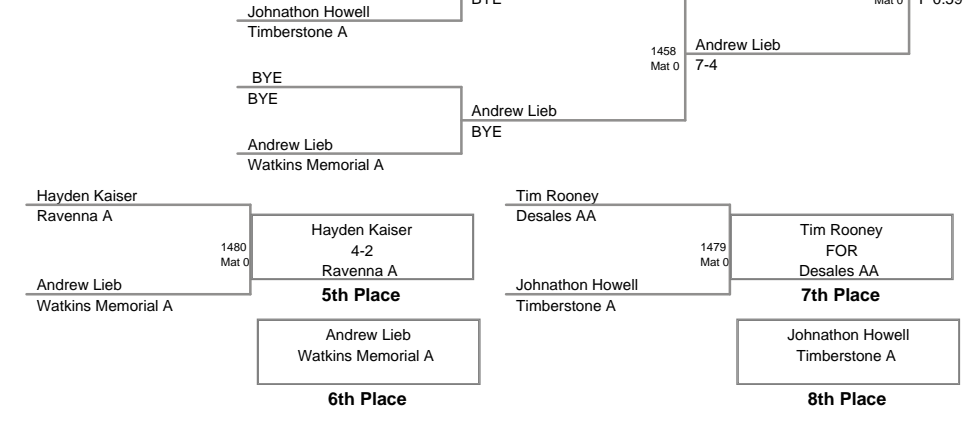 BYE
Mat 0
F 0:59
Johnathon Howell
Timberstone A
1458
Mat 0
Andrew Lieb
7-4
BYE
BYE
Andrew Lieb
BYE
Andrew Lieb
Watkins Memorial A
Hayden Kaiser
Ravenna A
1480
Mat 0
Hayden Kaiser
4-2
Ravenna A
Andrew Lieb
Watkins Memorial A
5th Place
Andrew Lieb
Watkins Memorial A
6th Place
Tim Rooney
Desales AA
1479
Mat 0
Tim Rooney
FOR
Desales AA
Johnathon Howell
Timberstone A
7th Place
Johnathon Howell
Timberstone A
8th Place